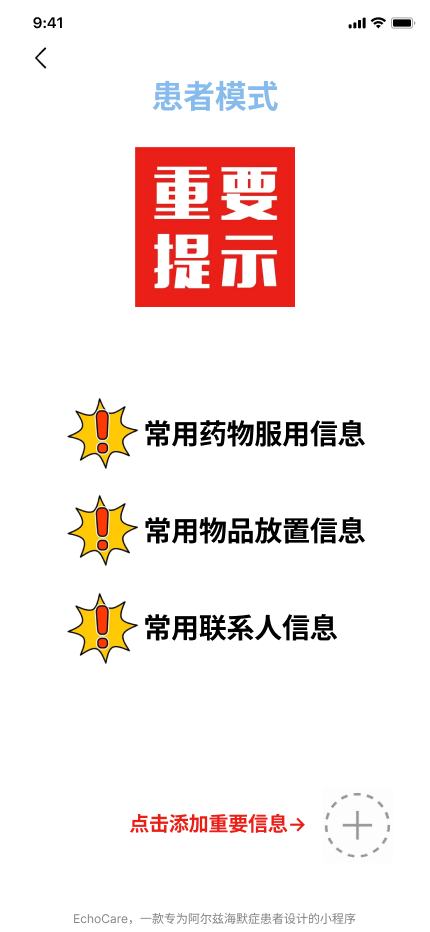 9:41
患者模式
重要
提示
常用药物服用信息
常用物品放置信息
常用联系人信息
点击添加重要信息→
EchoCare，一款专为阿尔兹海默症患者设计的小程序